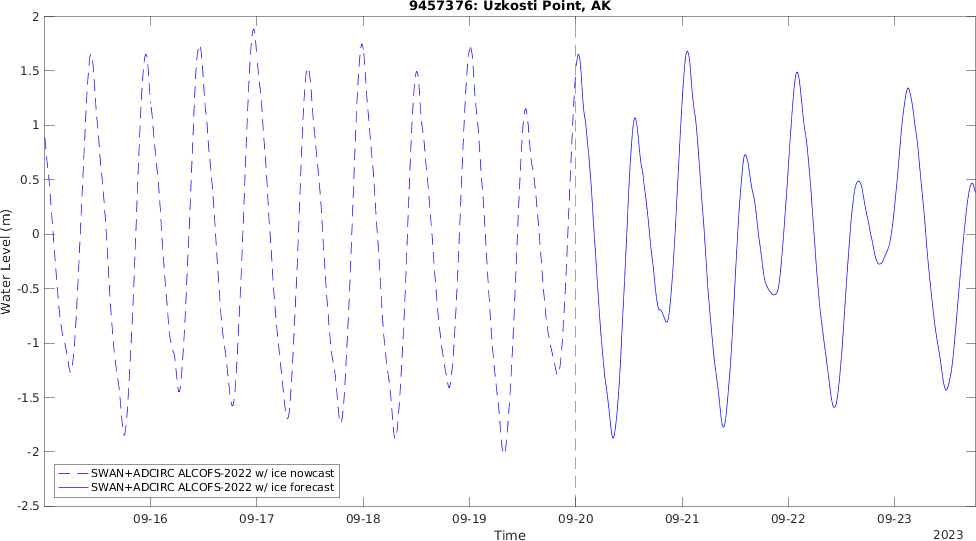 9457376: Uzkosti Point, AK
Water Level (m)
2
1.5
1
0.5
0
-0.5
-1
-1.5
-2
-2.5
SWAN+ADCIRC ALCOFS-2022 w/ ice nowcast
SWAN+ADCIRC ALCOFS-2022 w/ ice forecast
09-16 09-17 09-18 09-19 09-20 09-21 09-22 09-23
Time
2023